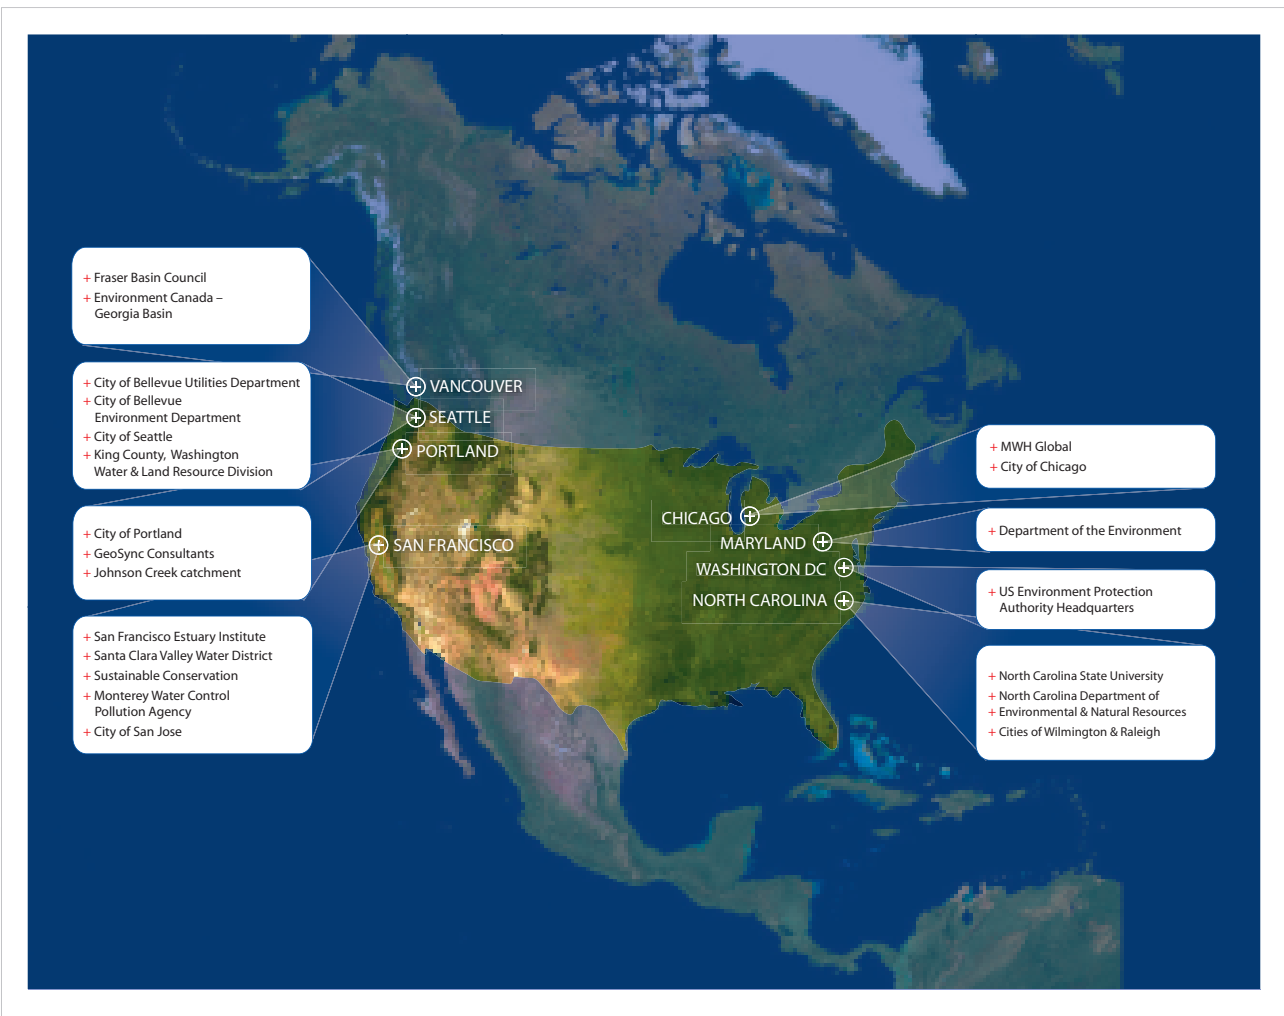 + Fraser Basin Council
+ Environment Canada –
Georgia Basin
+ City of Bellevue Utilities Department
+ City of Bellevue
Environment Department
+ City of Seattle
+ King County, Washington
Water & Land Resource Division
+ City of Portland
+ GeoSync Consultants
+ Johnson Creek catchment
+ San Francisco Estuary Institute
+ Santa Clara Valley Water District
+ Sustainable Conservation
+ Monterey Water Control
Pollution Agency
+ City of San Jose
VANCOUVER
SEATTLE
PORTLAND
SAN FRANCISCO
CHICAGO
MARYLAND
WASHINGTON DC
NORTH CAROLINA
+ MWH Global
+ City of Chicago
+ Department of the Environment
+ US Environment Protection
Authority Headquarters
+ North Carolina State University
+ North Carolina Department of
+ Environmental & Natural Resources
+ Cities of Wilmington & Raleigh